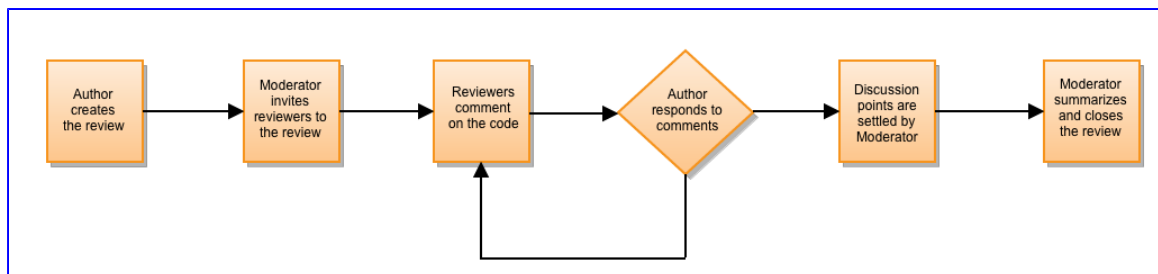 Author
creates
the review
Moderator
invites
reviewers to
the review
Reviewers
comment
on the code
Author
responds to
comments
Discussion
points are
settled by
Moderator
Moderator
summarizes
and closes
the review